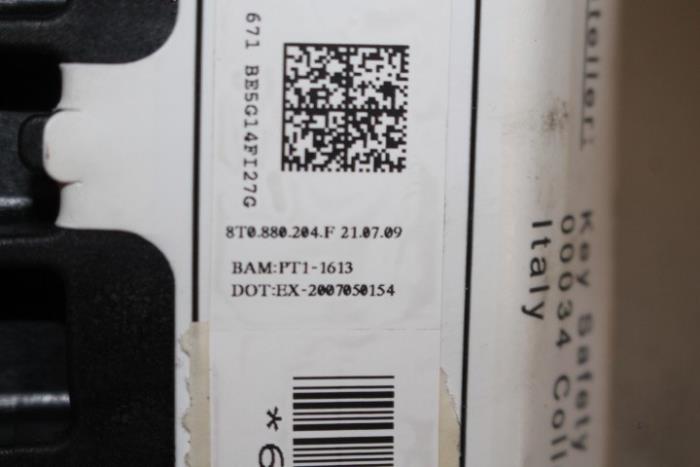 671 BE5G14FI27G
8T0.880.204.F 21.07.09
BAM:PT1-1613
DOT:EX-2007050154
*6
Key Safety
00034 Coll
Italy